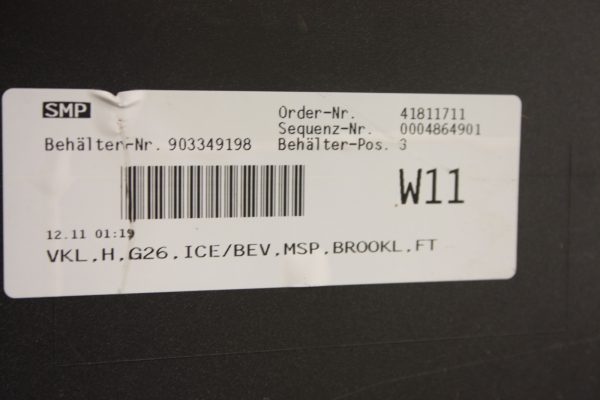 SMP
Order-Nr. 41811711
Sequenz-Nr. 0004864901
Behälter-Nr. 903349198 Behälter-Pos. 3
W11
12.11 01:19
VKL,H,G26,ICE/BEV,MSP,BROOKL,FT